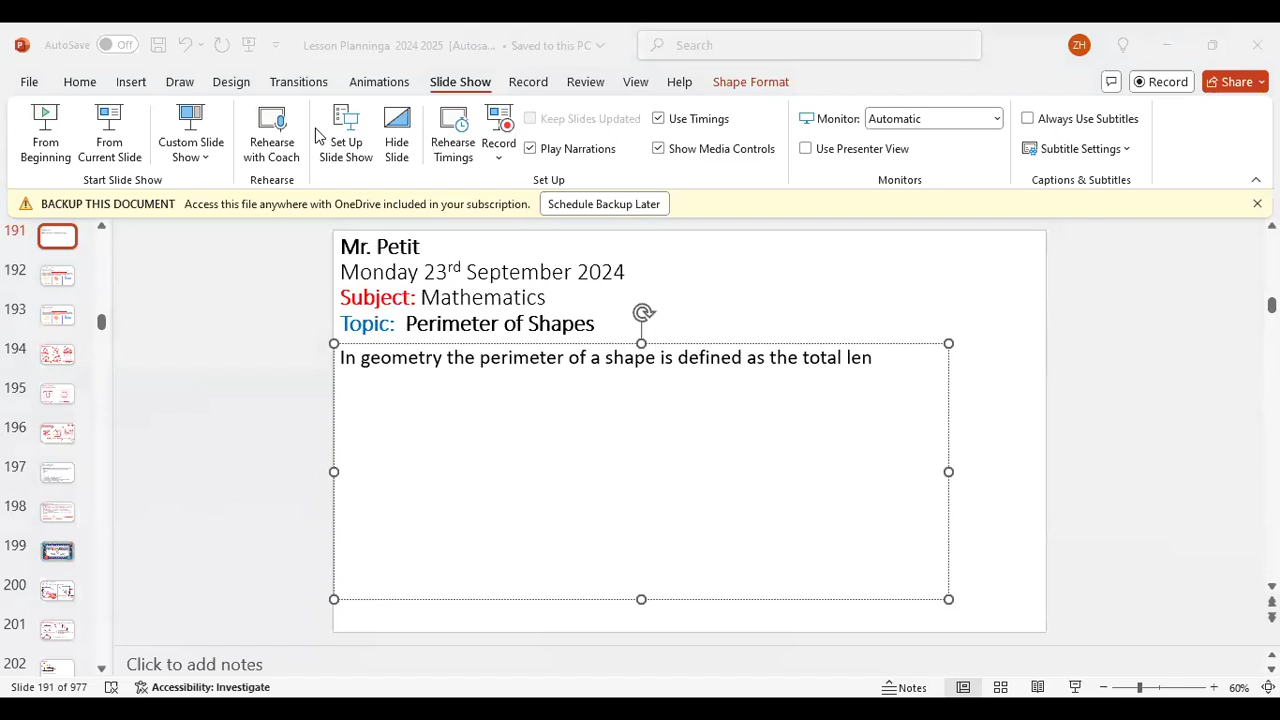 AutoSave Off
Lesson Planninga 2024 2025 [Autosa... • Saved to this PC
Search
ZH
File Home Insert Draw Design Transitions Animations Slide Show Record Review View Help Shape Format
Record
Share
From Beginning
From Current Slide
Custom Slide Show
Rehearse with Coach
Set Up Slide Show
Hide Slide
Rehearse Timings
Record
Keep Slides Updated
Play Narrations
Use Timings
Show Media Controls
Monitor: Automatic
Use Presenter View
Always Use Subtitles
Subtitle Settings
Start Slide Show
Rehearse
Set Up
Monitors
Captions & Subtitles
BACKUP THIS DOCUMENT Access this file anywhere with OneDrive included in your subscription. Schedule Backup Later
191
192
193
194
195
196
197
198
199
200
201
202
Mr. Petit
Monday 23rd September 2024
Subject: Mathematics
Topic: Perimeter of Shapes
In geometry the perimeter of a shape is defined as the total len
Click to add notes
Slide 191 of 977
Accessibility: Investigate
Notes
60%